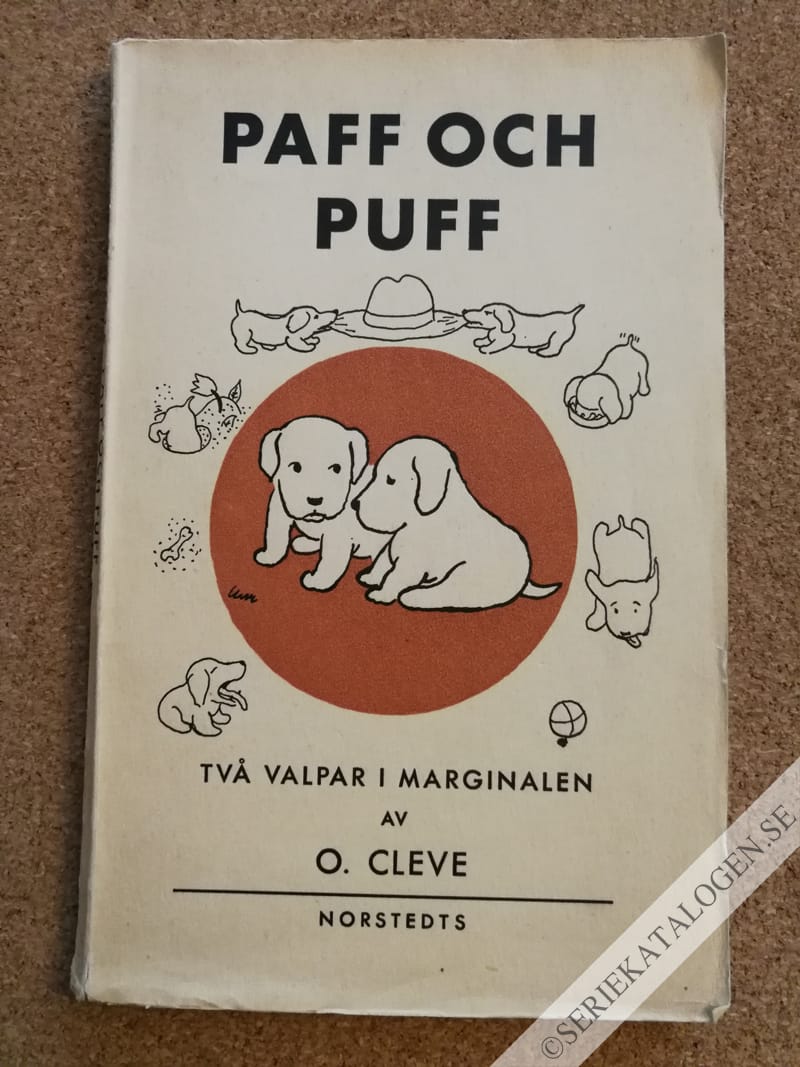 PAFF OCH
PUFF
TVÅ VALPAR I MARGINALEN
AV
O. CLEVE
NORSTEDTS
©SERIEKATALOGEN.SE